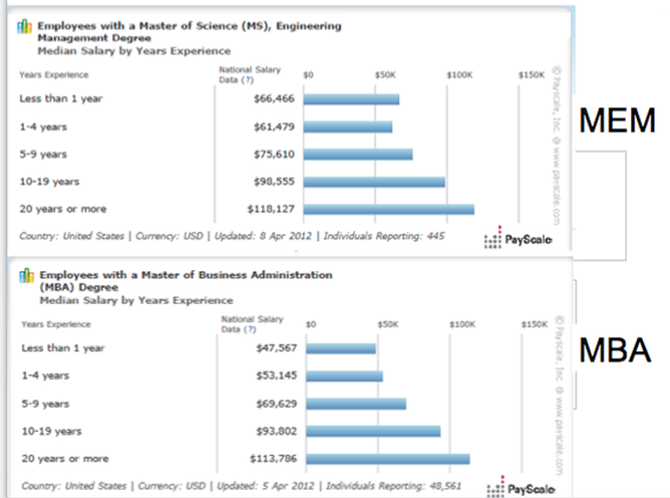 Employees with a Master of Science (MS), Engineering
Management Degree
Median Salary by Years Experience
Years Experience National Salary Data (?) $0 $50K $100K $150K
Less than 1 year $66,466
1-4 years $61,479
5-9 years $75,610
10-19 years $98,555
20 years or more $118,127
Country: United States | Currency: USD | Updated: 8 Apr 2012 | Individuals Reporting: 445
PayScale
© Payscale, Inc. @ www.payscale.com
MEM
Employees with a Master of Business Administration
(MBA) Degree
Median Salary by Years Experience
Years Experience National Salary Data (?) $0 $50K $100K $150K
Less than 1 year $47,567
1-4 years $53,145
5-9 years $69,629
10-19 years $93,802
20 years or more $113,786
Country: United States | Currency: USD | Updated: 5 Apr 2012 | Individuals Reporting: 48,561
PayScale
© Payscale, Inc. @ www.payscale.com
MBA